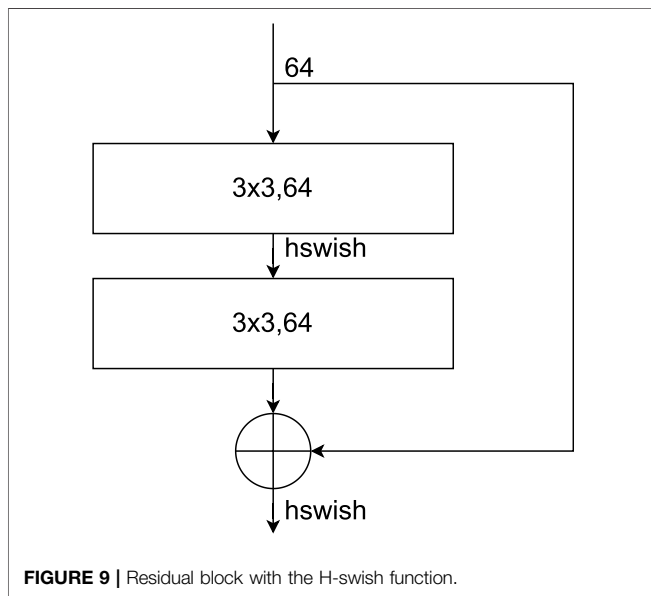 64
3x3,64
hswish
3x3,64
hswish
FIGURE 9 | Residual block with the H-swish function.